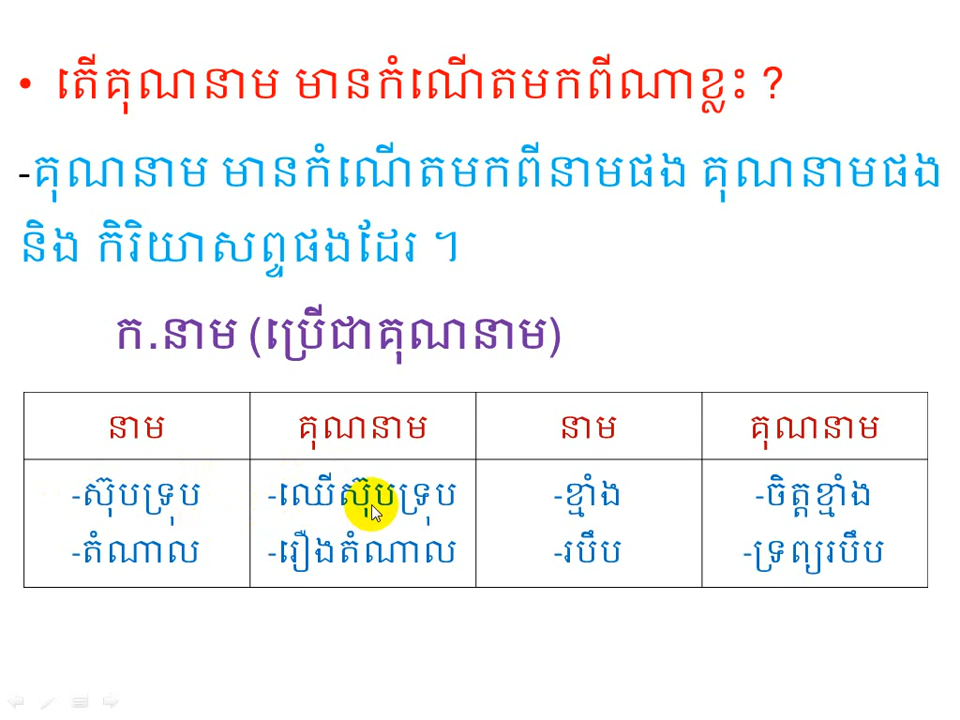 • តើគុណនាម មានកំណើតមកពីណាខ្លះ ?
-គុណនាម មានកំណើតមកពីនាមផង គុណនាមផង
និង កិរិយាសព្ទផងដែរ ។
ក.នាម (ប្រើជាគុណនាម)
នាម គុណនាម នាម គុណនាម
-ស៊ុបទ្រុប -ឈើស៊ុបទ្រុប -ខ្មាំង -ចិត្តខ្មាំង
-តំណាល -រឿងតំណាល -របឹប -ទ្រព្យរបឹប